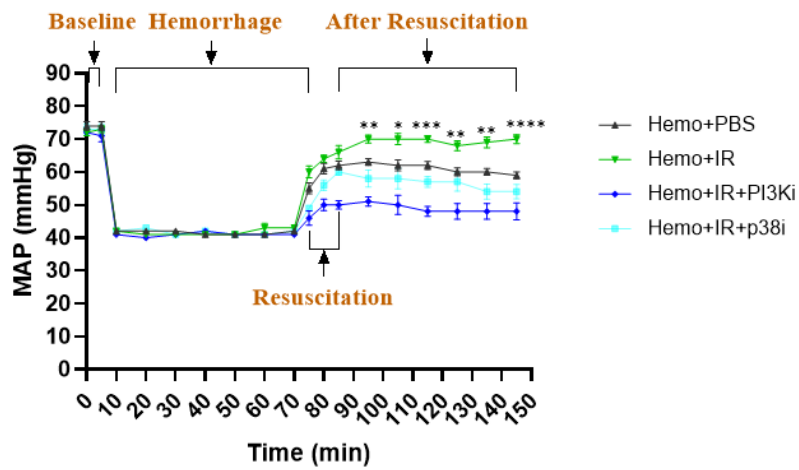 Baseline Hemorrhage After Resuscitation
90
80
70
60
50
40
30
20
10
0
MAP (mmHg)
** * *** ** ** ****
Resuscitation
0 10 20 30 40 50 60 70 80 90 100 110 120 130 140 150
Time (min)
Hemo+PBS
Hemo+IR
Hemo+IR+PI3Ki
Hemo+IR+p38i